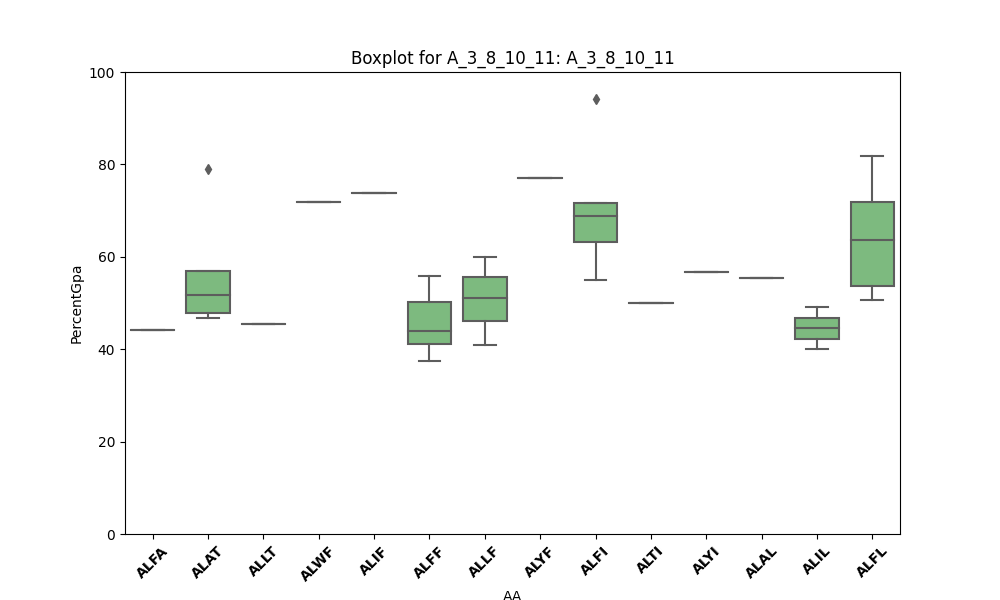 Boxplot for A_3_8_10_11: A_3_8_10_11
100
80
60
40
20
0
PercentGpa
ALFA ALAT ALLT ALWF ALIF ALFF ALLF ALYF ALFI ALTI ALYI ALAL ALIL ALFL
AA